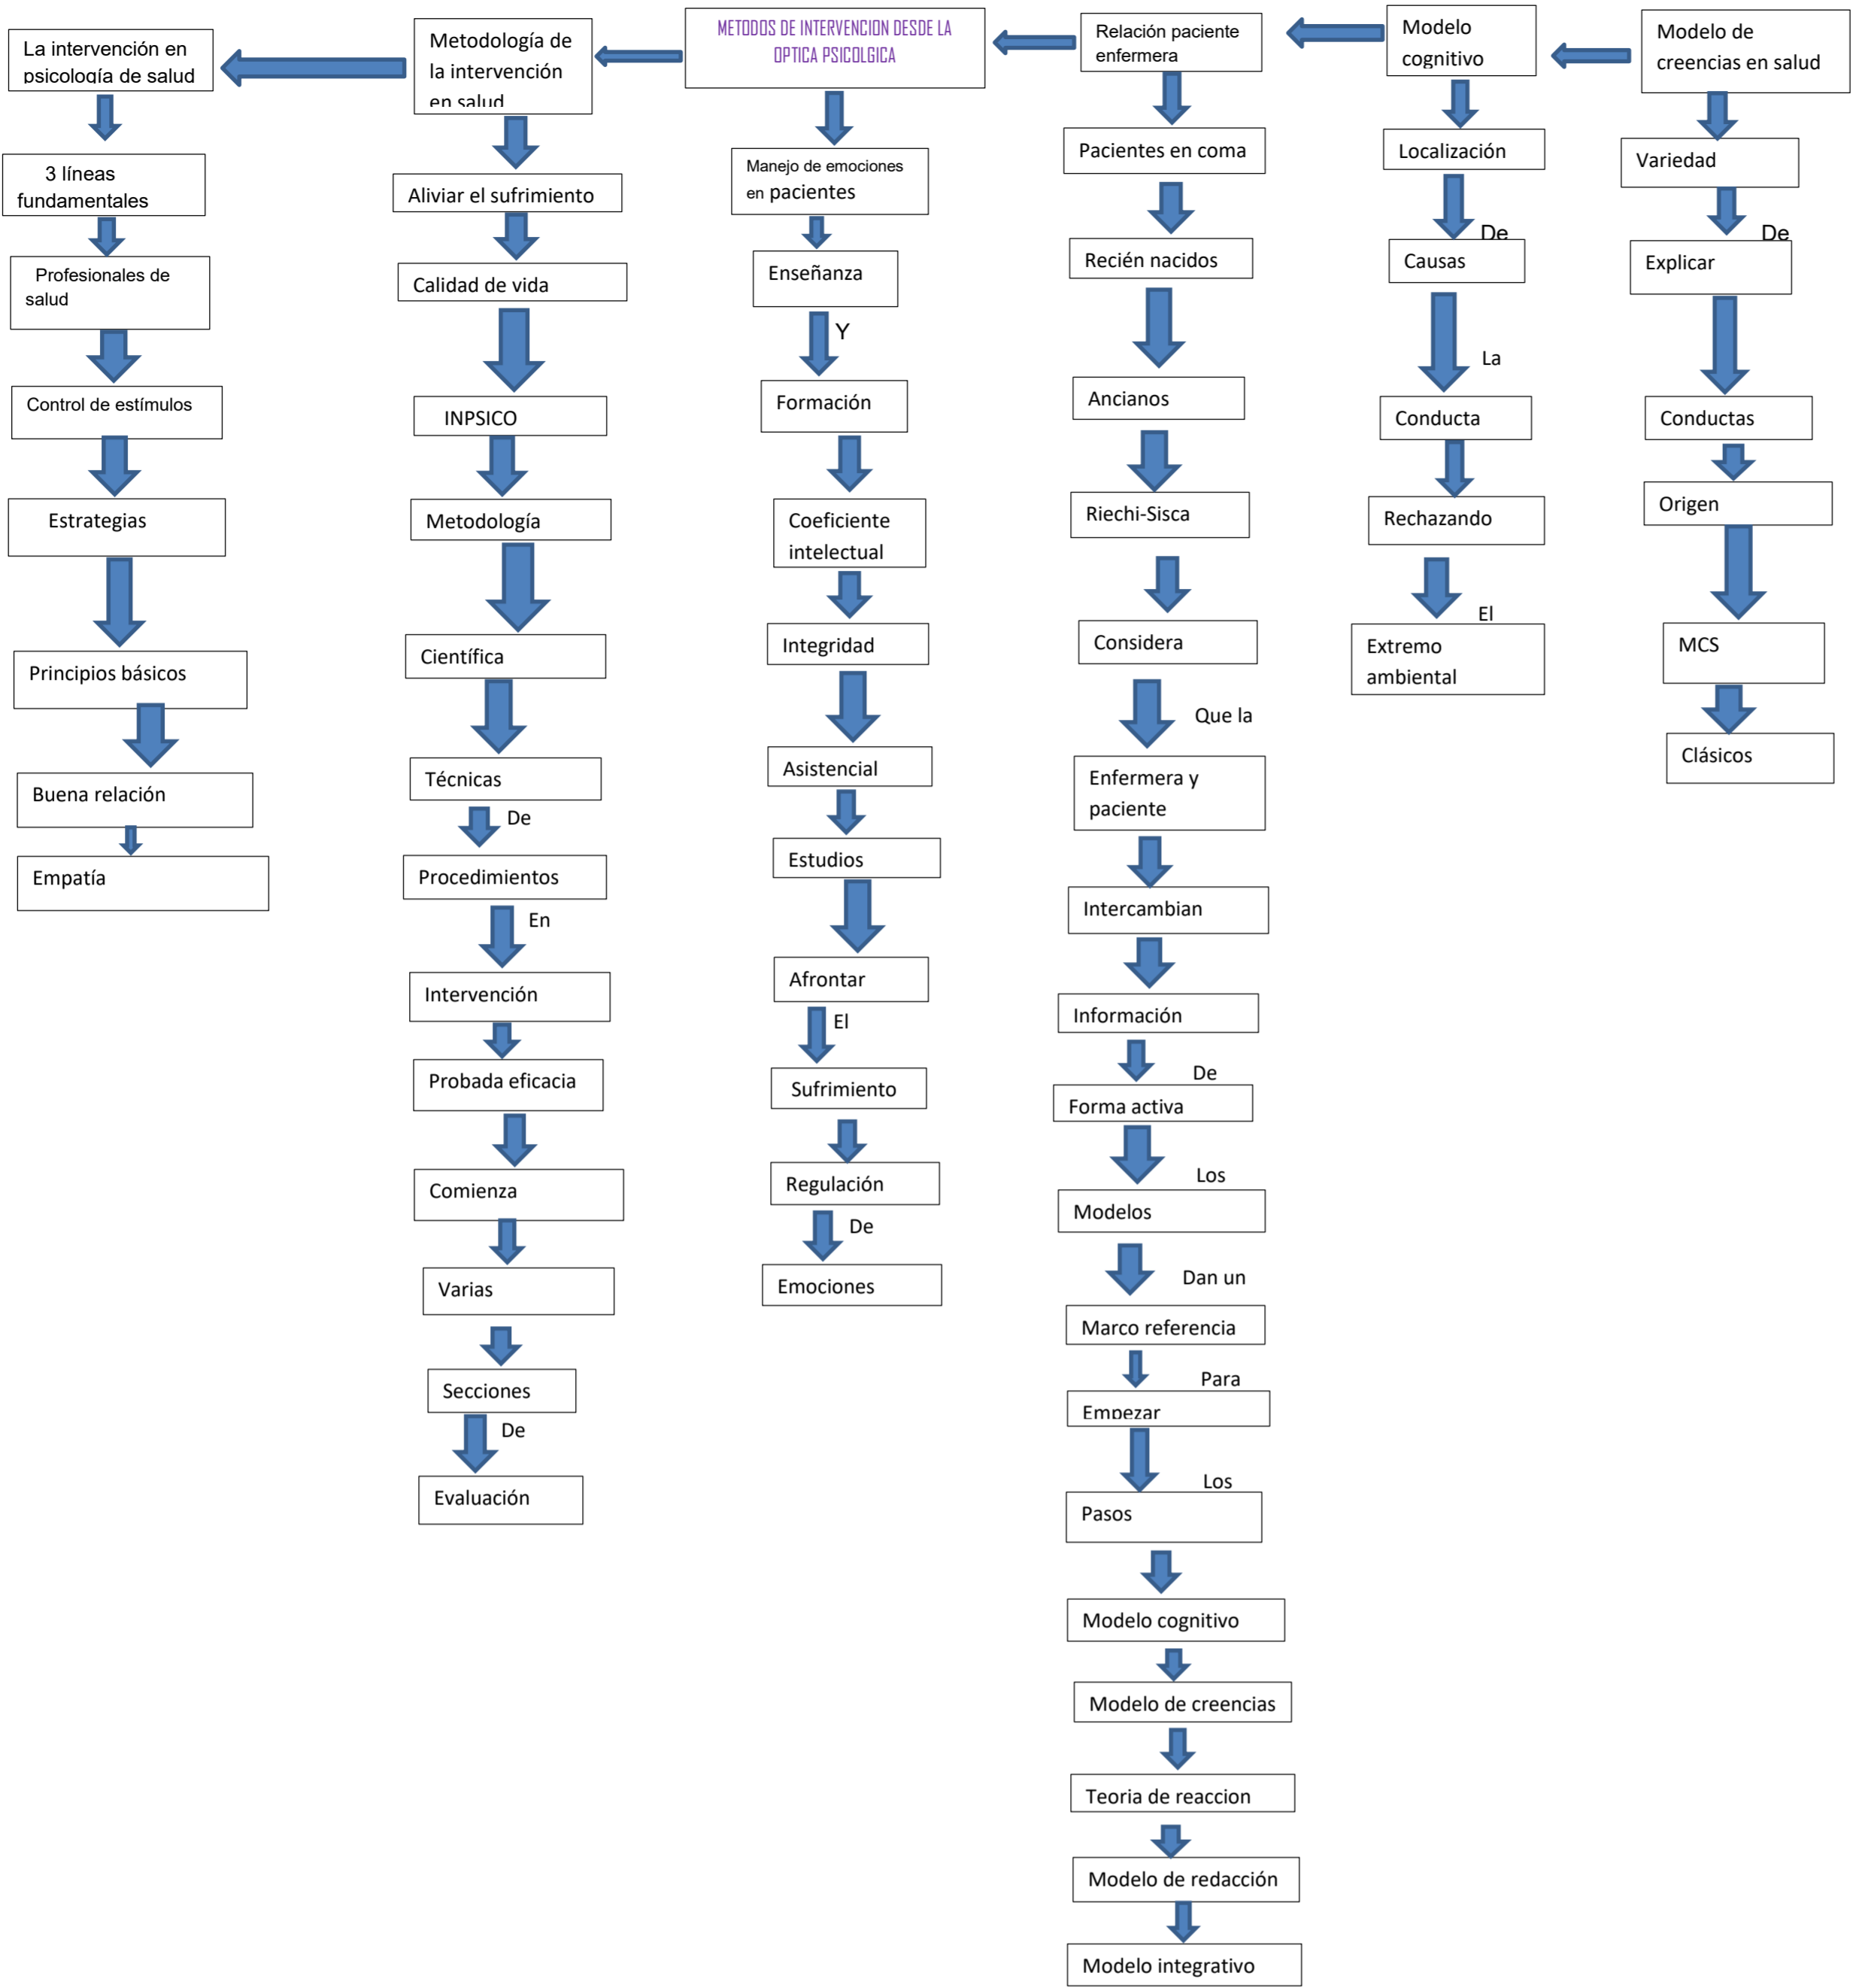 La intervención en
psicología de salud
3 líneas
fundamentales
Profesionales de
salud
Control de estímulos
Estrategias
Principios básicos
Buena relación
Empatía
Metodología de
la intervención
en salud
Aliviar el sufrimiento
Calidad de vida
INPSICO
Metodología
Científica
Técnicas
De
Procedimientos
En
Intervención
Probada eficacia
Comienza
Varias
Secciones
De
Evaluación
METODOS DE INTERVENCION DESDE LA
OPTICA PSICOLGICA
Manejo de emociones
en pacientes
Enseñanza
Y
Formación
Coeficiente
intelectual
Integridad
Asistencial
Estudios
Afrontar
El
Sufrimiento
Regulación
De
Emociones
Relación paciente
enfermera
Pacientes en coma
Recién nacidos
Ancianos
Riechi-Sisca
Considera
Que la
Enfermera y
paciente
Intercambian
Información
De
Forma activa
Los
Modelos
Dan un
Marco referencia
Para
Empezar
Los
Pasos
Modelo cognitivo
Modelo de creencias
Teoria de reaccion
Modelo de redacción
Modelo integrativo
Modelo
cognitivo
Localización
De
Causas
La
Conducta
Rechazando
El
Extremo
ambiental
Modelo de
creencias en salud
Variedad
De
Explicar
Conductas
Origen
MCS
Clásicos